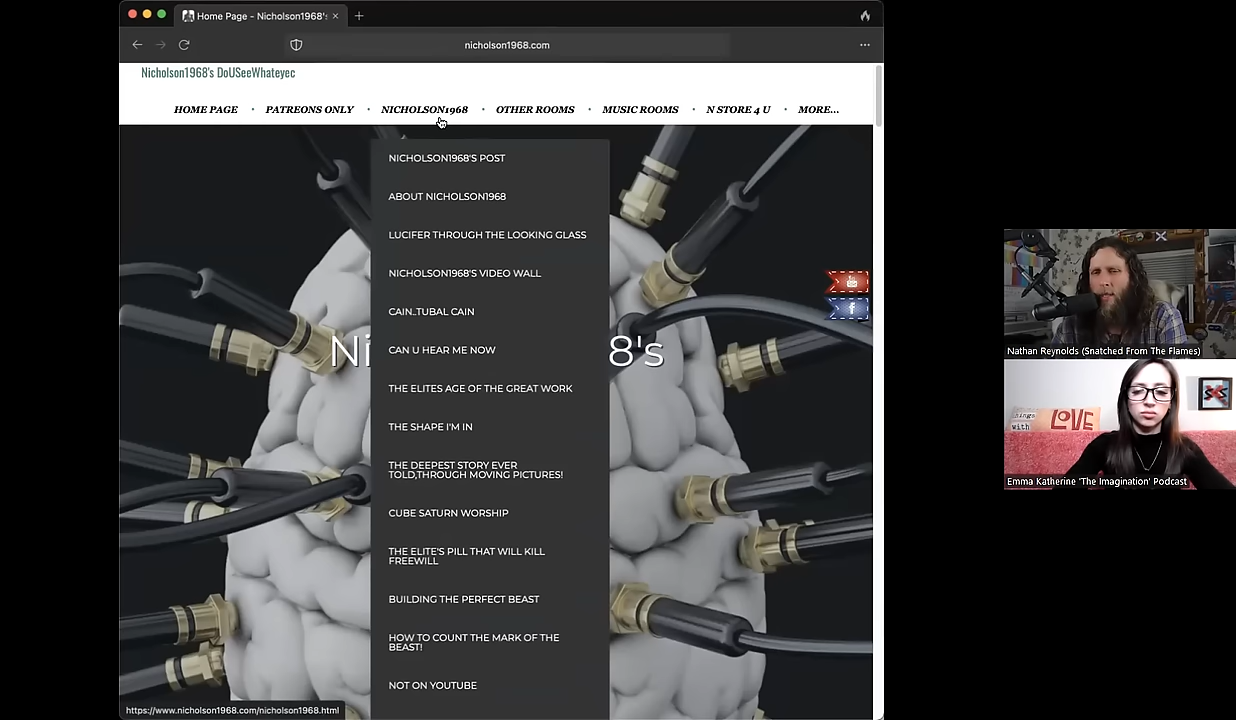 Home Page - Nicholson1968's
nicholson1968.com
Nicholson1968's DoUSeeWhateyec
HOME PAGE · PATREONS ONLY · NICHOLSON1968 · OTHER ROOMS · MUSIC ROOMS · N STORE 4 U · MORE...
NICHOLSON1968'S POST
ABOUT NICHOLSON1968
LUCIFER THROUGH THE LOOKING GLASS
NICHOLSON1968'S VIDEO WALL
CAIN..TUBAL CAIN
Ni 8's
CAN U HEAR ME NOW
THE ELITES AGE OF THE GREAT WORK
THE SHAPE I'M IN
THE DEEPEST STORY EVER
TOLD,THROUGH MOVING PICTURES!
CUBE SATURN WORSHIP
THE ELITE'S PILL THAT WILL KILL
FREEWILL
BUILDING THE PERFECT BEAST
HOW TO COUNT THE MARK OF THE
BEAST!
NOT ON YOUTUBE
https://www.nicholson1968.com/nicholson1968.html
Nathan Reynolds (Snatched From The Flames)
hings
with
LOVE
Emma Katherine 'The Imagination' Podcast